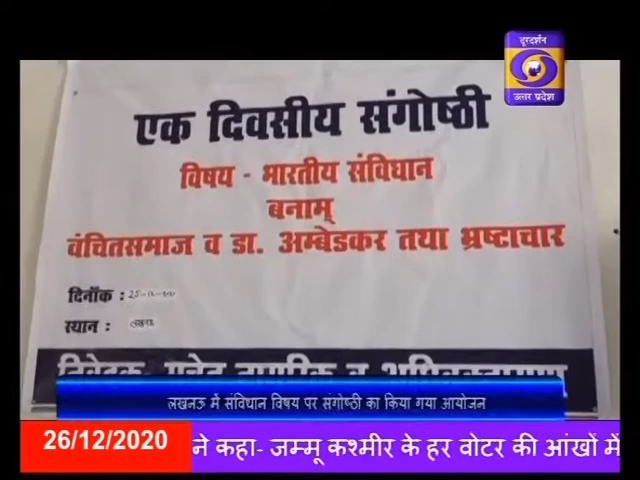 दूरदर्शन
उत्तर प्रदेश
एक दिवसीय संगोष्ठी
विषय - भारतीय संविधान
बनाम्
वंचितसमाज व डा. अम्बेडकर तथा भ्रष्टाचार
दिनाँक :
स्थान : लखनऊ
लखनऊ में संविधान विषय पर संगोष्ठी का किया गया आयोजन
26/12/2020 ने कहा- जम्मू कश्मीर के हर वोटर की आंखों में